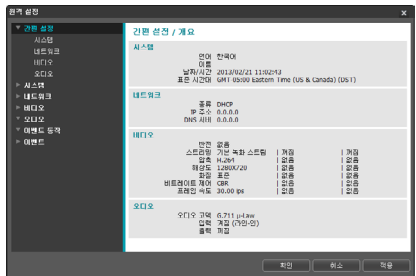 원격 설정
x
▼ 간편 설정
시스템
네트워크
비디오
오디오
▶ 시스템
▶ 네트워크
▶ 비디오
▼ 오디오
▶ 이벤트 동작
▶ 이벤트
간편 설정 / 개요
시스템
언어 한국어
이름
날짜/시간 2013/02/21 11:02:43
표준 시간대 GMT-05:00 Eastern Time (US & Canada) (DST)
네트워크
종류 DHCP
IP 주소 0.0.0.0
DNS 서버 0.0.0.0
비디오
반전 없음
스트리밍 기본 녹화 스트림 | 꺼짐 | 꺼짐
압축 H.264 | 없음 | 없음
해상도 1280X720 | 없음 | 없음
화질 표준 | 없음 | 없음
비트레이트 제어 CBR | 없음 | 없음
프레임 속도 30.00 ips | 없음 | 없음
오디오
오디오 코덱 G.711 μ-Law
입력 꺼짐 (라인-인)
출력 꺼짐
확인
취소
적용